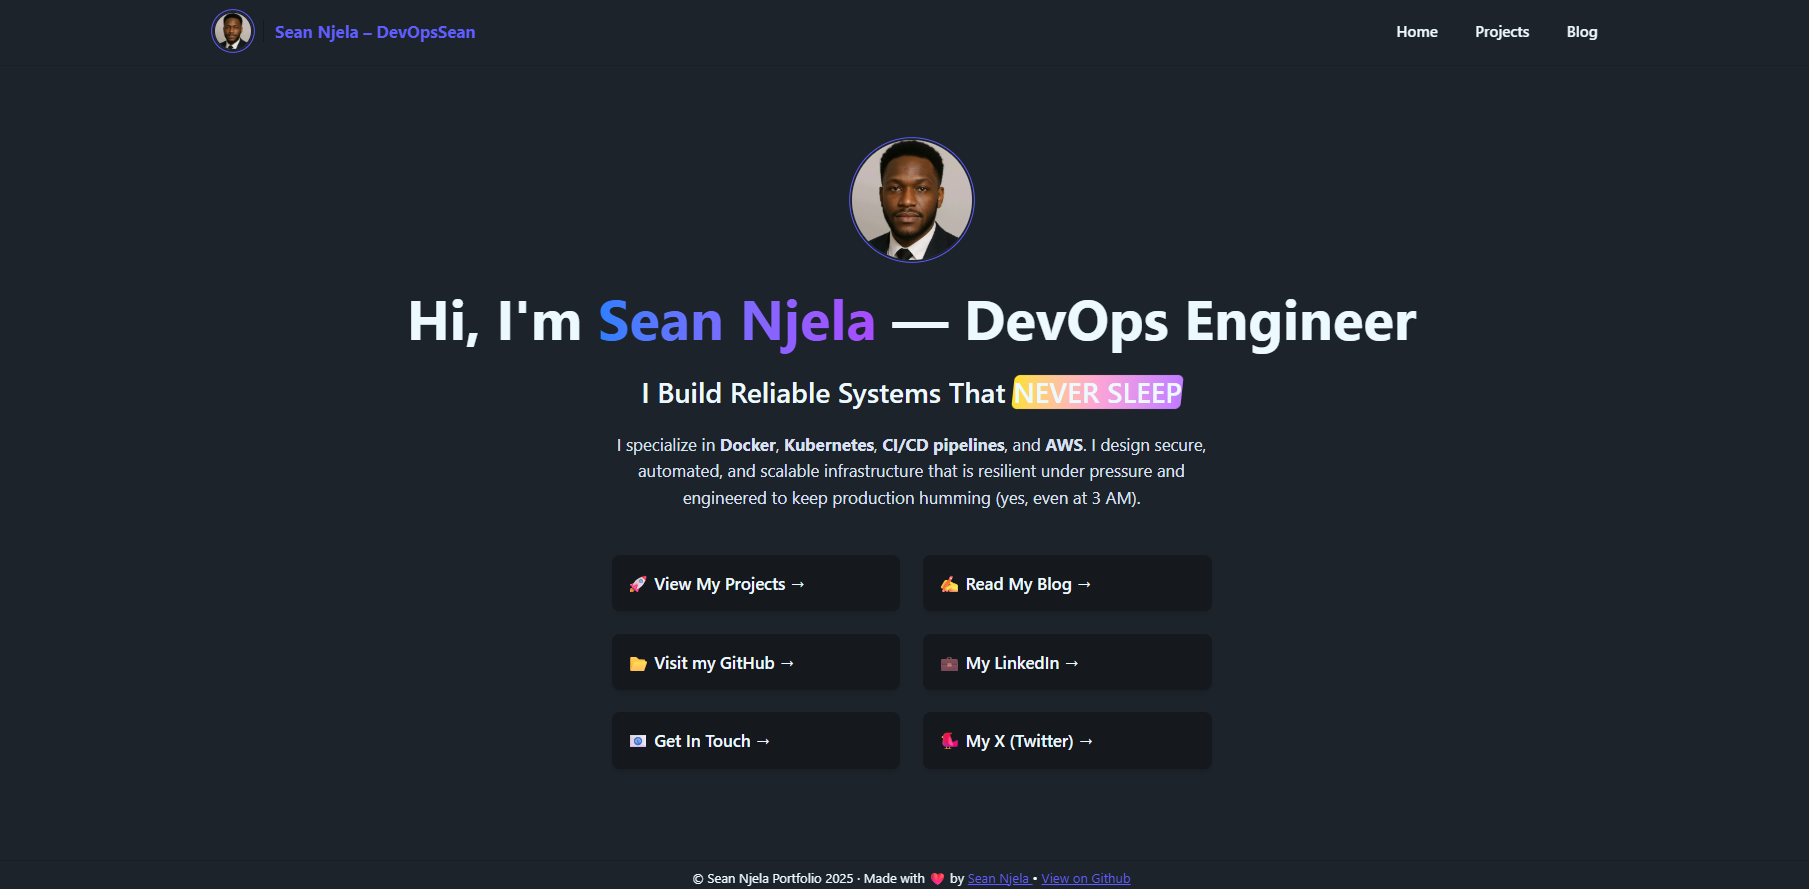 Sean Njela – DevOpsSean
Home
Projects
Blog
Hi, I'm Sean Njela — DevOps Engineer
I Build Reliable Systems That NEVER SLEEP
I specialize in Docker, Kubernetes, CI/CD pipelines, and AWS. I design secure,
automated, and scalable infrastructure that is resilient under pressure and
engineered to keep production humming (yes, even at 3 AM).
🚀 View My Projects →
✍️ Read My Blog →
📂 Visit my GitHub →
💼 My LinkedIn →
📧 Get In Touch →
🐦 My X (Twitter) →
© Sean Njela Portfolio 2025 · Made with ❤️ by Sean Njela • View on Github